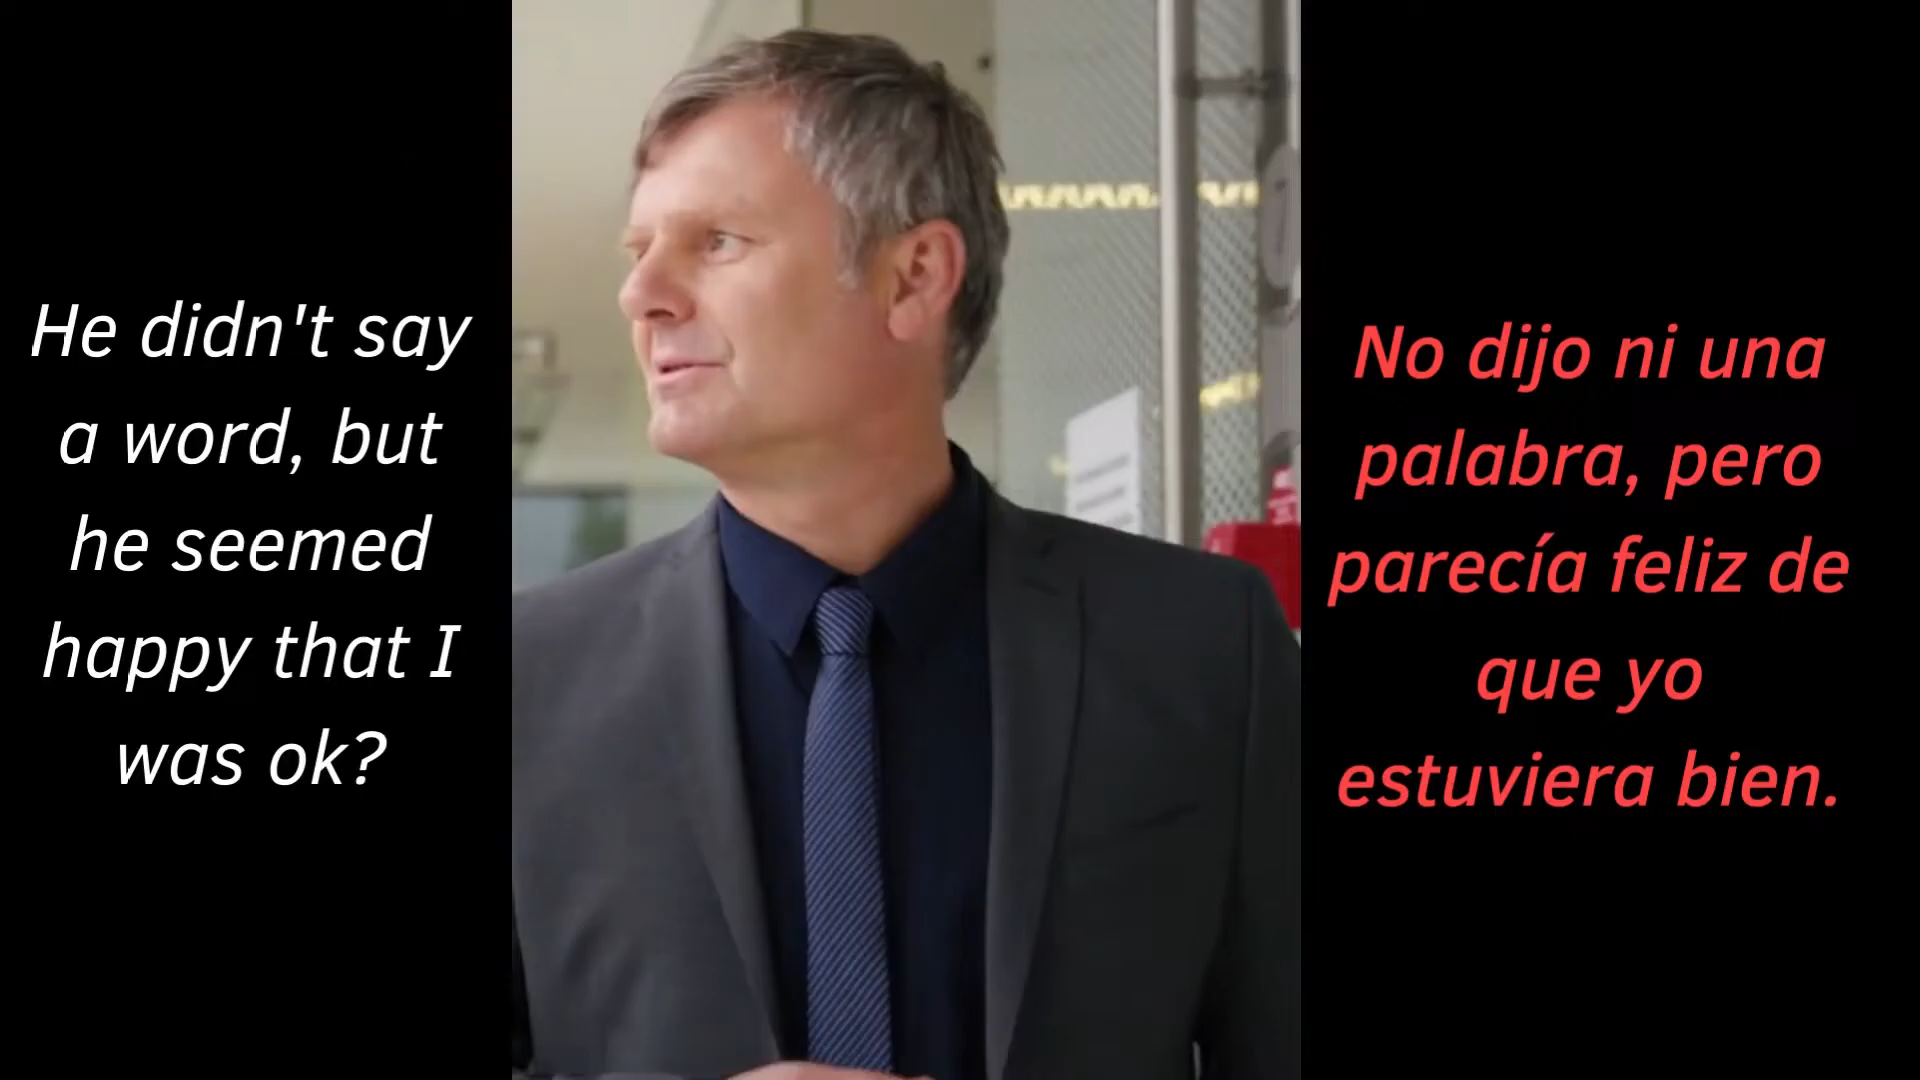 He didn't say
a word, but
he seemed
happy that I
was ok?
No dijo ni una
palabra, pero
parecía feliz de
que yo
estuviera bien.